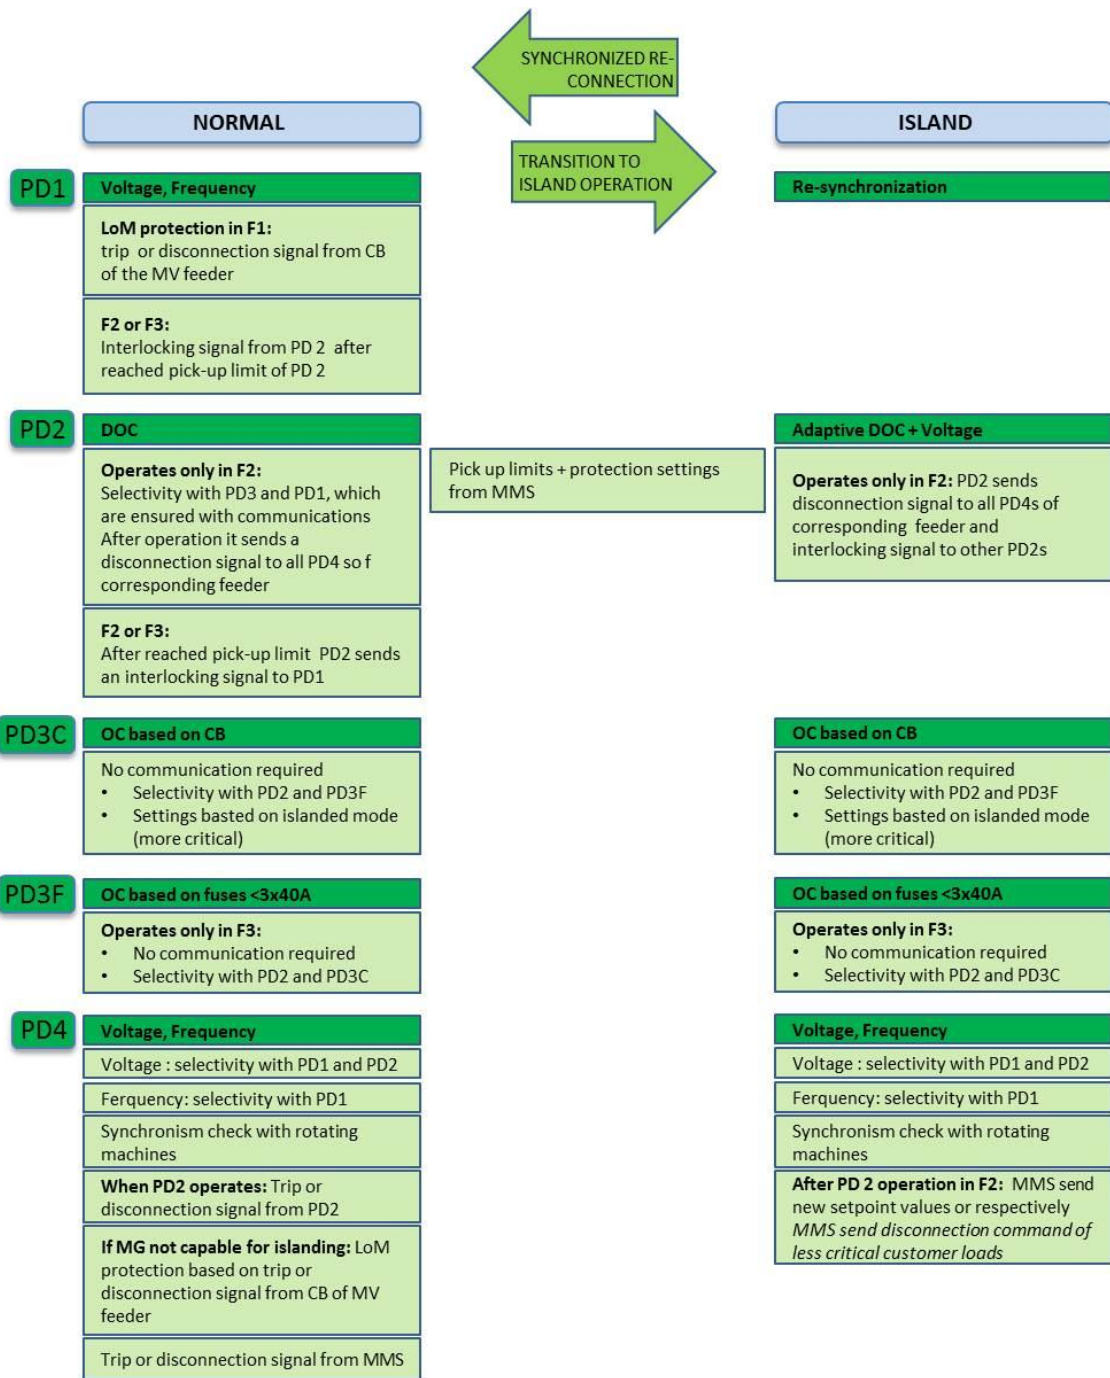 SYNCHRONIZED RE-
CONNECTION
NORMAL
ISLAND
TRANSITION TO
ISLAND OPERATION
PD1
Voltage, Frequency
Re-synchronization
LoM protection in F1:
trip or disconnection signal from CB
of the MV feeder
F2 or F3:
Interlocking signal from PD 2 after
reached pick-up limit of PD 2
PD2
DOC
Adaptive DOC + Voltage
Operates only in F2:
Selectivity with PD3 and PD1, which
are ensured with communications
After operation it sends a
disconnection signal to all PD4 so f
corresponding feeder
Pick up limits + protection settings
from MMS
Operates only in F2: PD2 sends
disconnection signal to all PD4s of
corresponding feeder and
interlocking signal to other PD2s
F2 or F3:
After reached pick-up limit PD2 sends
an interlocking signal to PD1
PD3C
OC based on CB
No communication required
• Selectivity with PD2 and PD3F
• Settings basted on islanded mode
(more critical)
OC based on CB
No communication required
• Selectivity with PD2 and PD3F
• Settings basted on islanded mode
(more critical)
PD3F
OC based on fuses <3x40A
Operates only in F3:
• No communication required
• Selectivity with PD2 and PD3C
OC based on fuses <3x40A
Operates only in F3:
• No communication required
• Selectivity with PD2 and PD3C
PD4
Voltage, Frequency
Voltage : selectivity with PD1 and PD2
Ferquency: selectivity with PD1
Synchronism check with rotating
machines
When PD2 operates: Trip or
disconnection signal from PD2
If MG not capable for islanding: LoM
protection based on trip or
disconnection signal from CB of MV
feeder
Trip or disconnection signal from MMS
Voltage, Frequency
Voltage : selectivity with PD1 and PD2
Ferquency: selectivity with PD1
Synchronism check with rotating
machines
After PD 2 operation in F2: MMS send
new setpoint values or respectively
MMS send disconnection command of
less critical customer loads